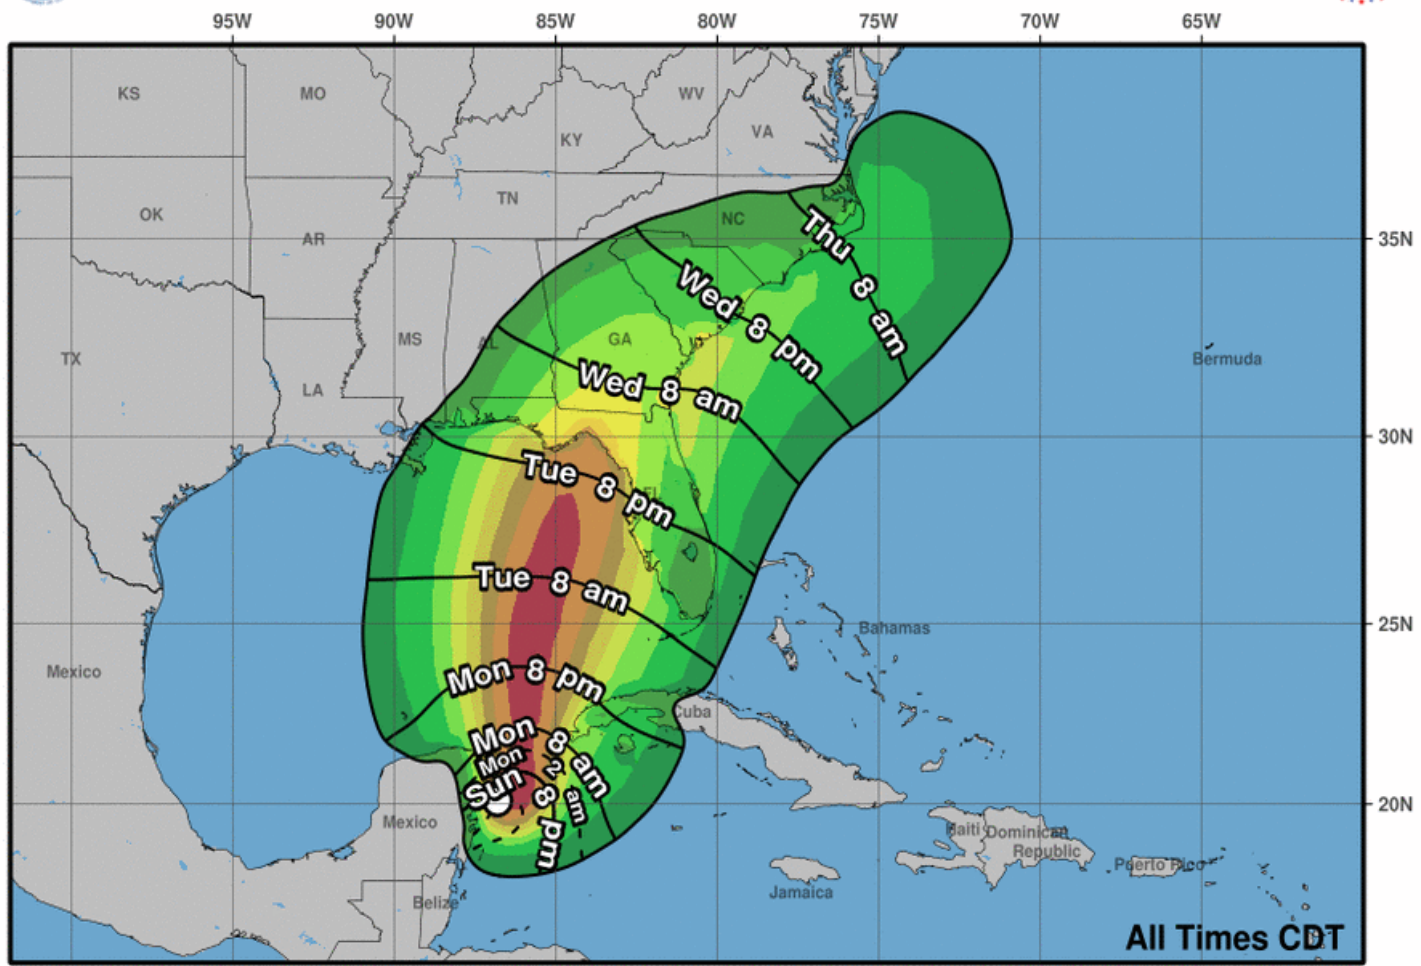 95W 90W 85W 80W 75W 70W 65W
KS MO WV
KY VA
TN
OK NC
AR Thu 8 am
35N
Wed 8 pm
MS AL GA
TX Bermuda
LA Wed 8 am
30N
Tue 8 pm
FL
Tue 8 am
25N
Bahamas
Mexico Mon 8 pm
Cuba
Mon 8 am
Mon 2 am
Sun 8 pm
20N
Mexico
Haiti Dominican
Republic
Puerto Rico
Jamaica
Belize
All Times CDT